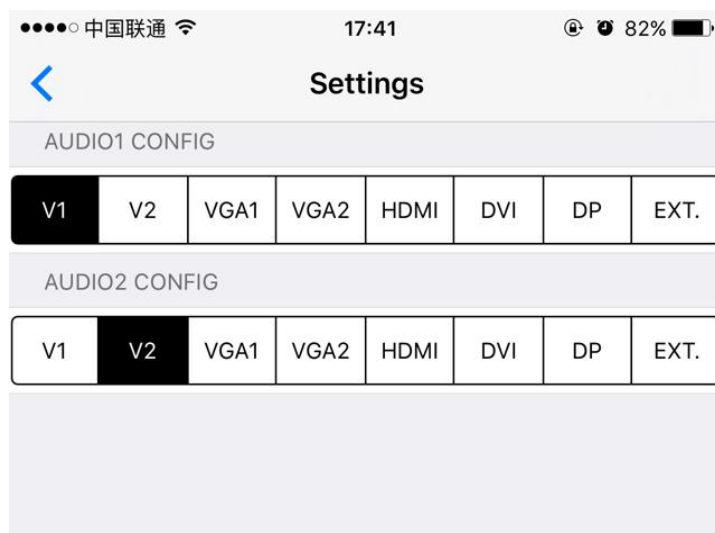 中国联通 17:41 82%
Settings
AUDIO1 CONFIG
V1 V2 VGA1 VGA2 HDMI DVI DP EXT.
AUDIO2 CONFIG
V1 V2 VGA1 VGA2 HDMI DVI DP EXT.